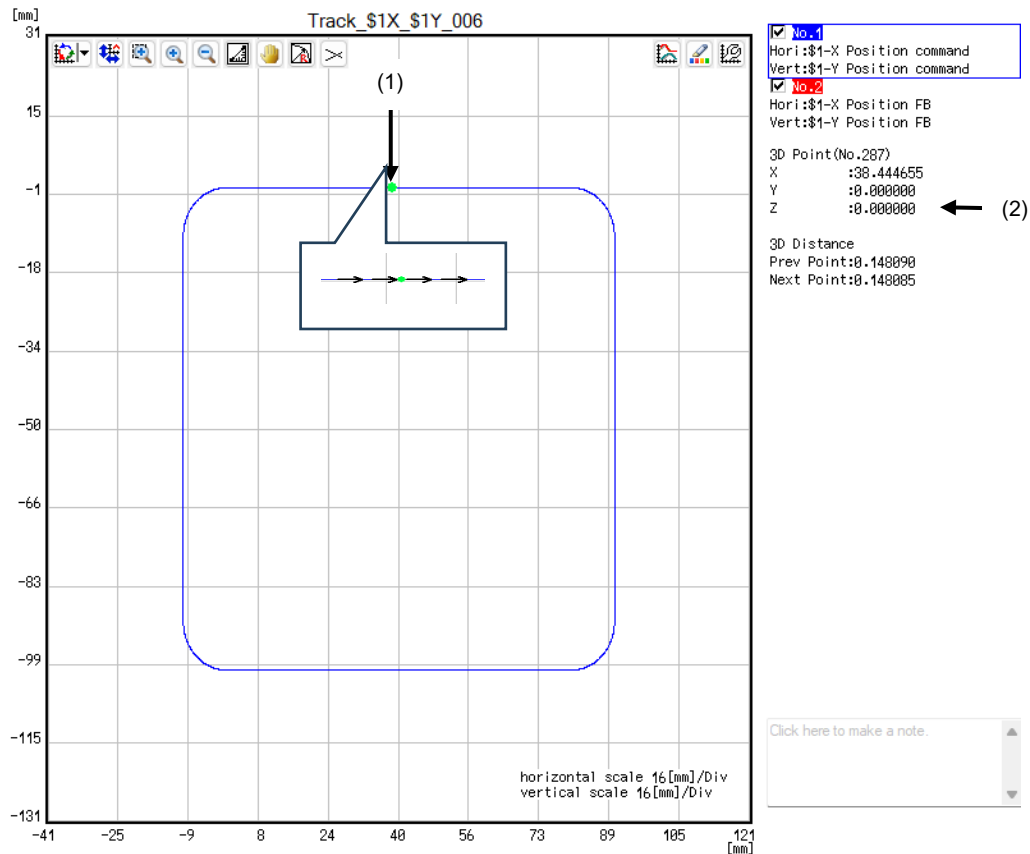 [mm]
Track_$1X_$1Y_006
31
15
-1
-18
-34
-50
-66
-83
-99
-115
-131
(1)
R
horizontal scale 16[mm]/Div
vertical scale 16[mm]/Div
-41 -25 -9 8 24 40 56 73 89 105 121
[mm]
No.1
Hori:$1-X Position command
Vert:$1-Y Position command
No.2
Hori:$1-X Position FB
Vert:$1-Y Position FB
3D Point(No.287)
X :38.444655
Y :0.000000
Z :0.000000
(2)
3D Distance
Prev Point:0.148090
Next Point:0.148085
Click here to make a note.